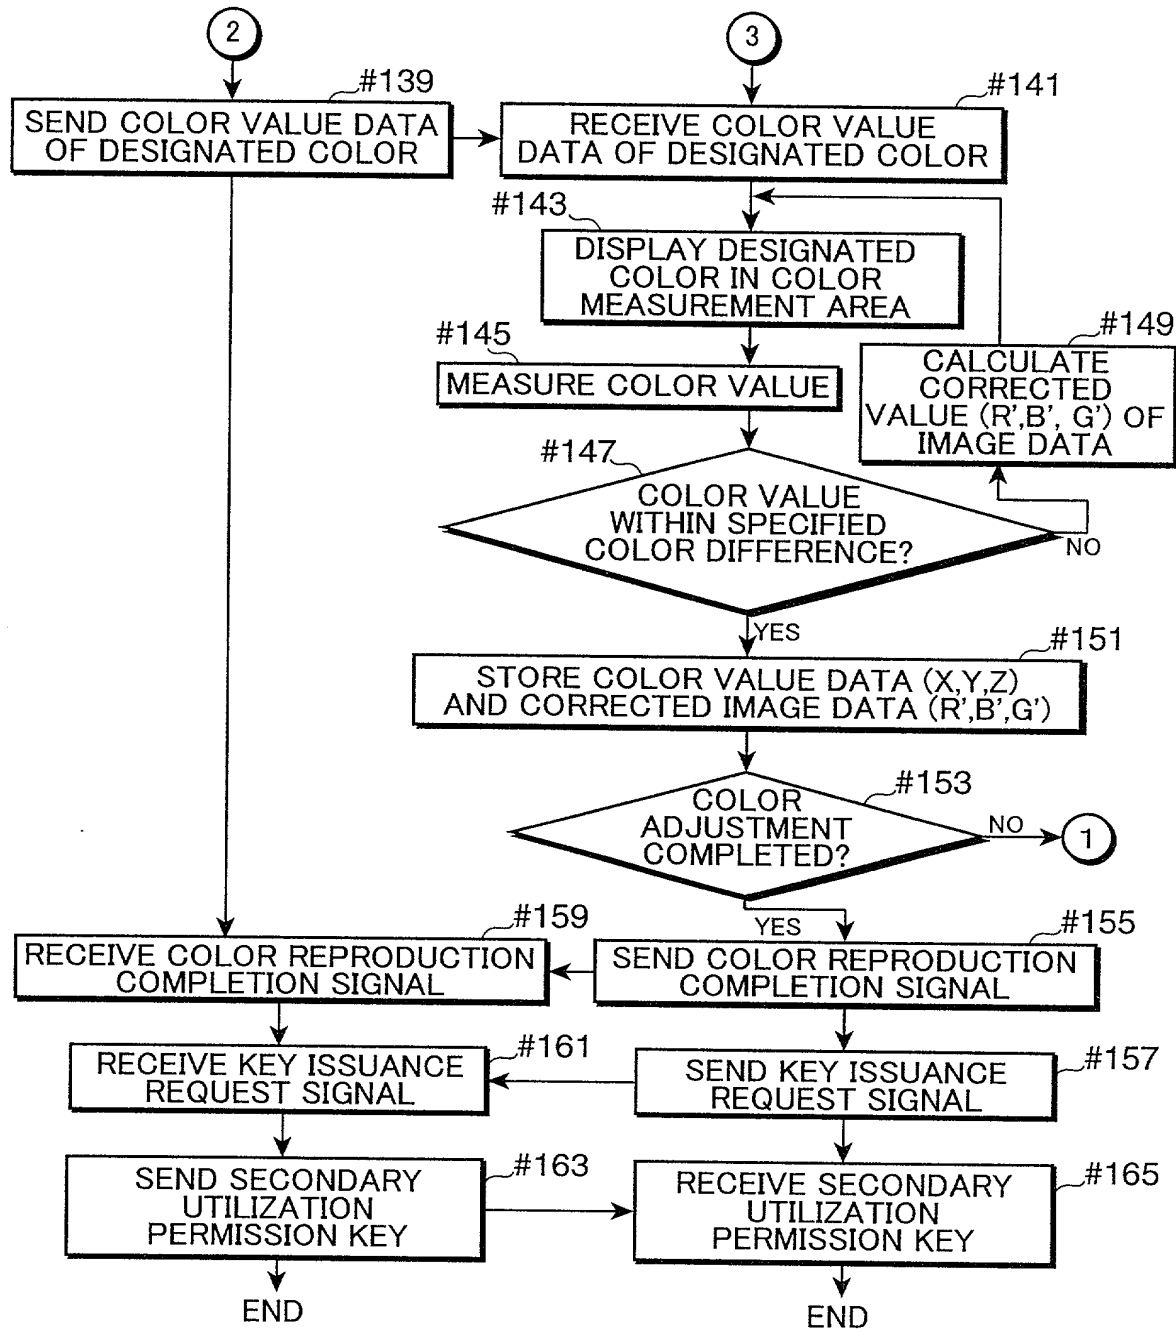 2
3
#139
SEND COLOR VALUE DATA
OF DESIGNATED COLOR
#141
RECEIVE COLOR VALUE
DATA OF DESIGNATED COLOR
#143
DISPLAY DESIGNATED
COLOR IN COLOR
MEASUREMENT AREA
#145
MEASURE COLOR VALUE
#149
CALCULATE
CORRECTED
VALUE (R',B', G') OF
IMAGE DATA
#147
COLOR VALUE
WITHIN SPECIFIED
COLOR DIFFERENCE?
NO
YES
#151
STORE COLOR VALUE DATA (X,Y,Z)
AND CORRECTED IMAGE DATA (R',B',G')
#153
COLOR
ADJUSTMENT
COMPLETED?
NO
1
YES
#159
RECEIVE COLOR REPRODUCTION
COMPLETION SIGNAL
#155
SEND COLOR REPRODUCTION
COMPLETION SIGNAL
#161
RECEIVE KEY ISSUANCE
REQUEST SIGNAL
#157
SEND KEY ISSUANCE
REQUEST SIGNAL
#163
SEND SECONDARY
UTILIZATION
PERMISSION KEY
#165
RECEIVE SECONDARY
UTILIZATION
PERMISSION KEY
END
END